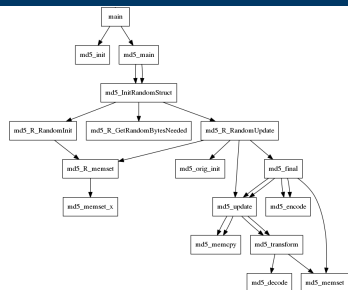 main
md5_init
md5_main
md5_InitRandomStruct
md5_R_RandomInit
md5_R_GetRandomBytesNeeded
md5_R_RandomUpdate
md5_R_memset
md5_orig_init
md5_final
md5_memset_x
md5_update
md5_encode
md5_memcpy
md5_transform
md5_decode
md5_memset